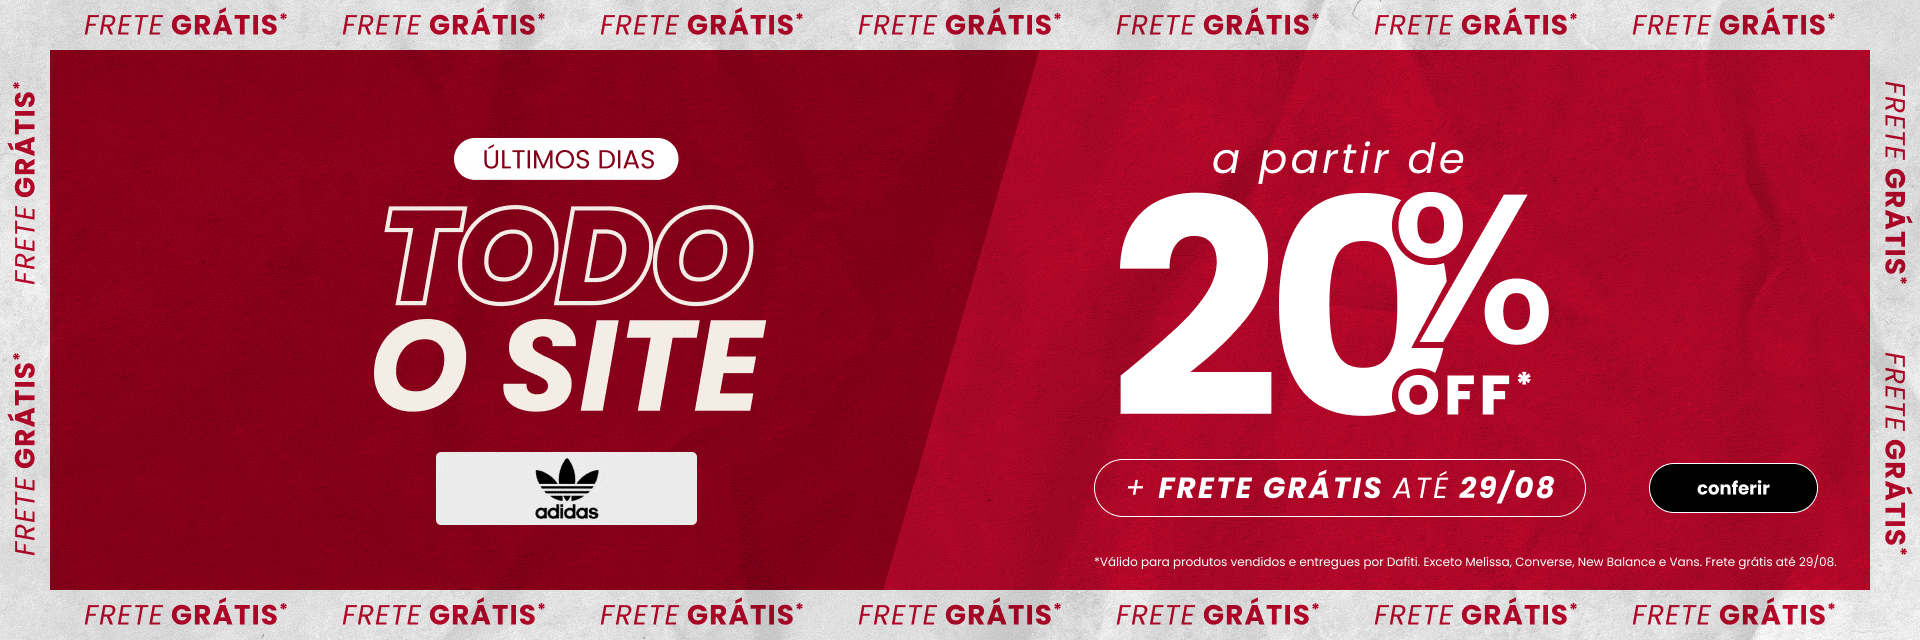 FRETE GRÁTIS* FRETE GRÁTIS* FRETE GRÁTIS* FRETE GRÁTIS* FRETE GRÁTIS* FRETE GRÁTIS* FRETE GRÁTIS*
FRETE GRÁTIS*
FRETE GRÁTIS*
ÚLTIMOS DIAS
TODO
O SITE
adidas
a partir de
20%
OFF*
+ FRETE GRÁTIS ATÉ 29/08
conferir
*Válido para produtos vendidos e entregues por Dafiti. Exceto Melissa, Converse, New Balance e Vans. Frete grátis até 29/08.
FRETE GRÁTIS*
FRETE GRÁTIS*
FRETE GRÁTIS* FRETE GRÁTIS* FRETE GRÁTIS* FRETE GRÁTIS* FRETE GRÁTIS* FRETE GRÁTIS* FRETE GRÁTIS*